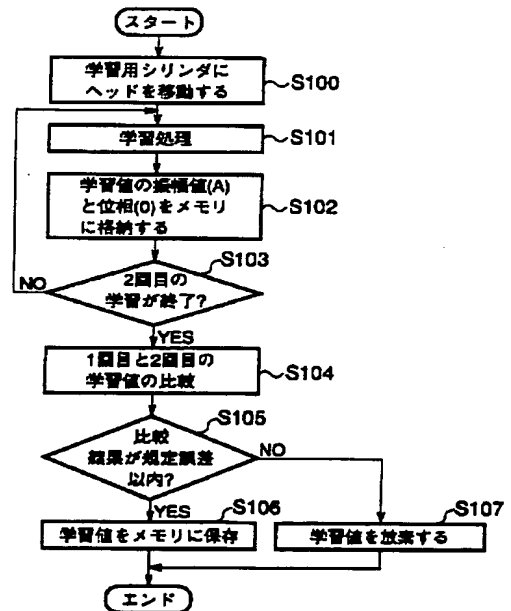 スタート
学習用シリンダに
ヘッドを移動する
S100
学習処理
S101
学習値の振幅値(A)
と位相(0)をメモリ
に格納する
S102
S103
2回目の
学習が終了?
NO
YES
1回目と2回目の
学習値の比較
S104
S105
比較
結果が規定誤差
以内?
NO
YES
S106
学習値をメモリに保存
S107
学習値を放棄する
エンド